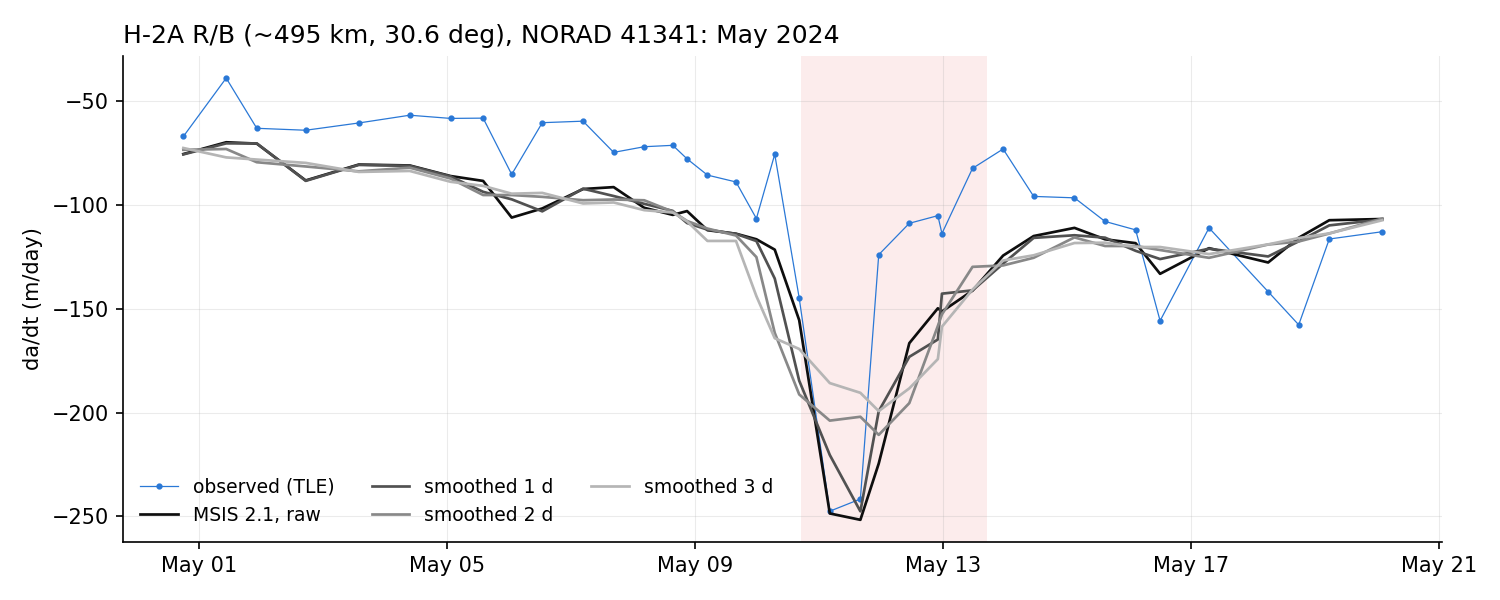 H-2A R/B (~495 km, 30.6 deg), NORAD 41341: May 2024
da/dt (m/day)
−50
−100
−150
−200
−250
observed (TLE)
MSIS 2.1, raw
smoothed 1 d
smoothed 2 d
smoothed 3 d
May 01
May 05
May 09
May 13
May 17
May 21